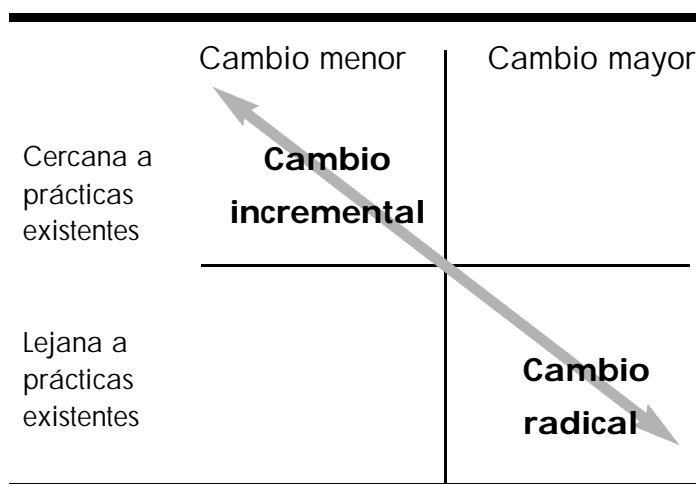 Cambio menor
Cambio mayor
Cercana a
prácticas
existentes
Cambio
incremental
Lejana a
prácticas
existentes
Cambio
radical